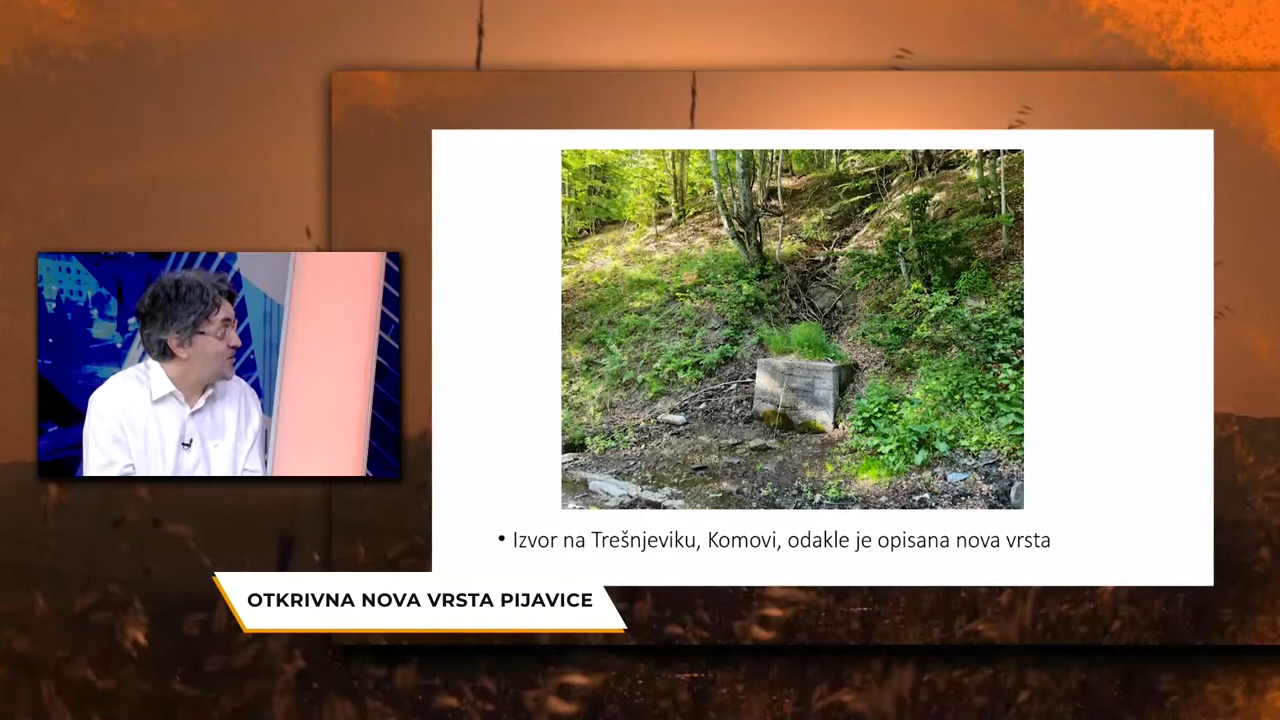 • Izvor na Trešnjeviku, Komovi, odakle je opisana nova vrsta
OTKRIVNA NOVA VRSTA PIJAVICE